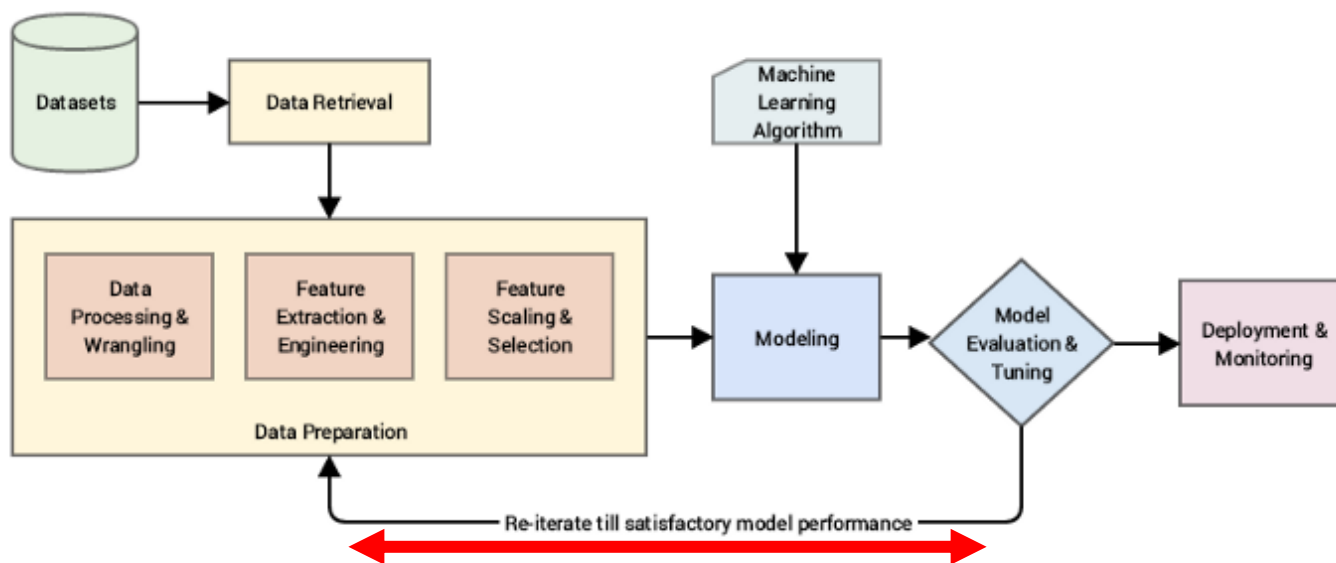 Datasets
Data Retrieval
Machine
Learning
Algorithm
Data
Processing &
Wrangling
Feature
Extraction &
Engineering
Feature
Scaling &
Selection
Data Preparation
Modeling
Model
Evaluation &
Tuning
Deployment &
Monitoring
Re-iterate till satisfactory model performance